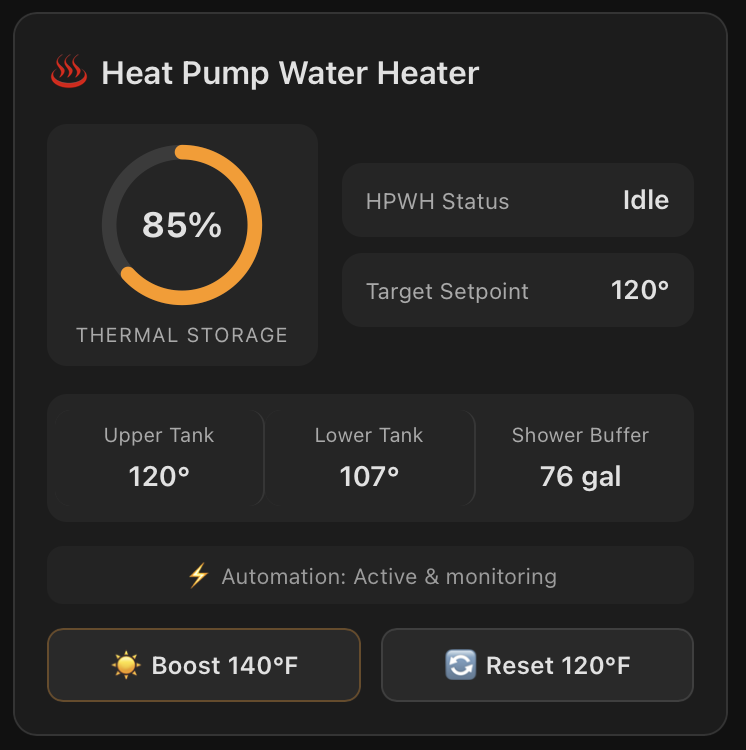 Heat Pump Water Heater
85%
THERMAL STORAGE
HPWH Status Idle
Target Setpoint 120°
Upper Tank Lower Tank Shower Buffer
120° 107° 76 gal
Automation: Active & monitoring
Boost 140°F Reset 120°F